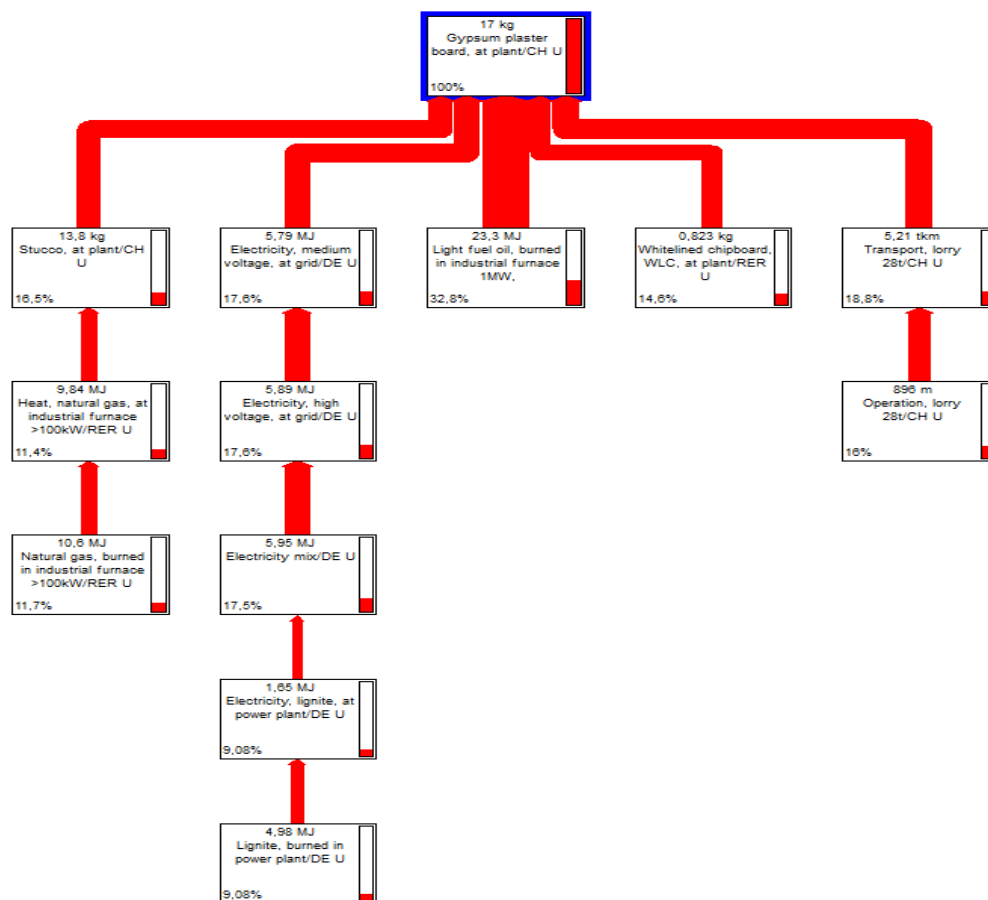 17 kg
Gypsum plaster
board, at plant/CH U
100%
13,8 kg
Stucco, at plant/CH
U
16,5%
5,79 MJ
Electricity, medium
voltage, at grid/DE U
17,6%
23,3 MJ
Light fuel oil, burned
in industrial furnace
1MW,
32,8%
0,823 kg
Whitelined chipboard,
WLC, at plant/RER
U
14,6%
5,21 tkm
Transport, lorry
28t/CH U
18,8%
9,84 MJ
Heat, natural gas, at
industrial furnace
>100kW/RER U
11,4%
5,89 MJ
Electricity, high
voltage, at grid/DE U
17,6%
896 m
Operation, lorry
28t/CH U
16%
10,6 MJ
Natural gas, burned
in industrial furnace
>100kW/RER U
11,7%
5,95 MJ
Electricity mix/DE U
17,5%
1,65 MJ
Electricity, lignite, at
power plant/DE U
9,08%
4,98 MJ
Lignite, burned in
power plant/DE U
9,08%